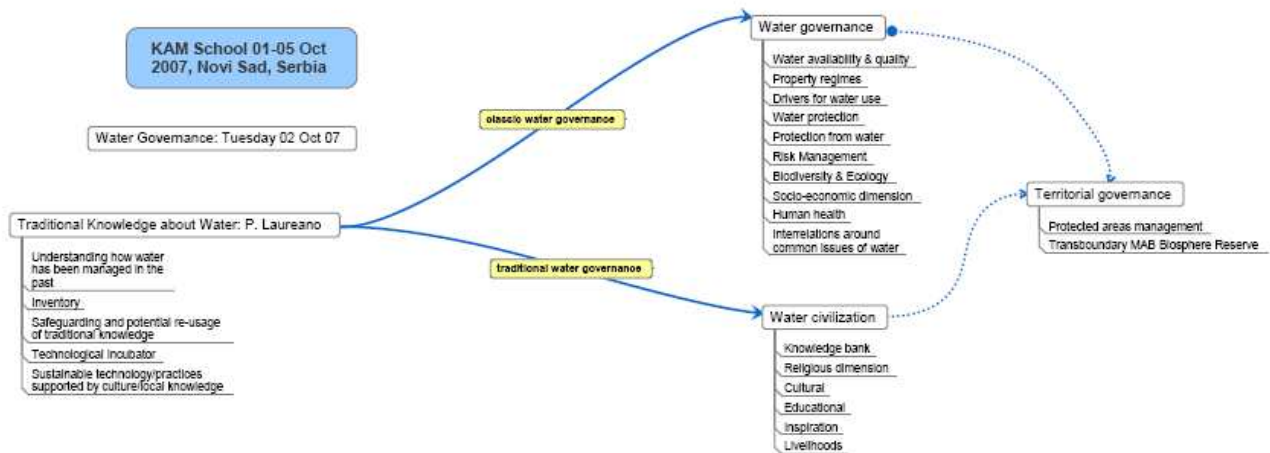 KAM School 01-05 Oct
2007, Novi Sad, Serbia
Water Governance: Tuesday 02 Oct 07
Traditional Knowledge about Water: P. Laureano
Understanding how water
has been managed in the
past
Inventory
Safeguarding and potential re-usage
of traditional knowledge
Technological Incubator
Sustainable technology/practices
supported by culture/local knowledge
classic water governance
traditional water governance
Water governance
Water availability & quality
Property regimes
Drivers for water use
Water protection
Protection from water
Risk Management
Biodiversity & Ecology
Socio-economic dimension
Human health
Interrelations around
common issues of water
Water civilization
Knowledge bank
Religious dimension
Cultural
Educational
Inspiration
Livelihoods
Territorial governance
Protected areas management
Transboundary MAB Biosphere Reserve